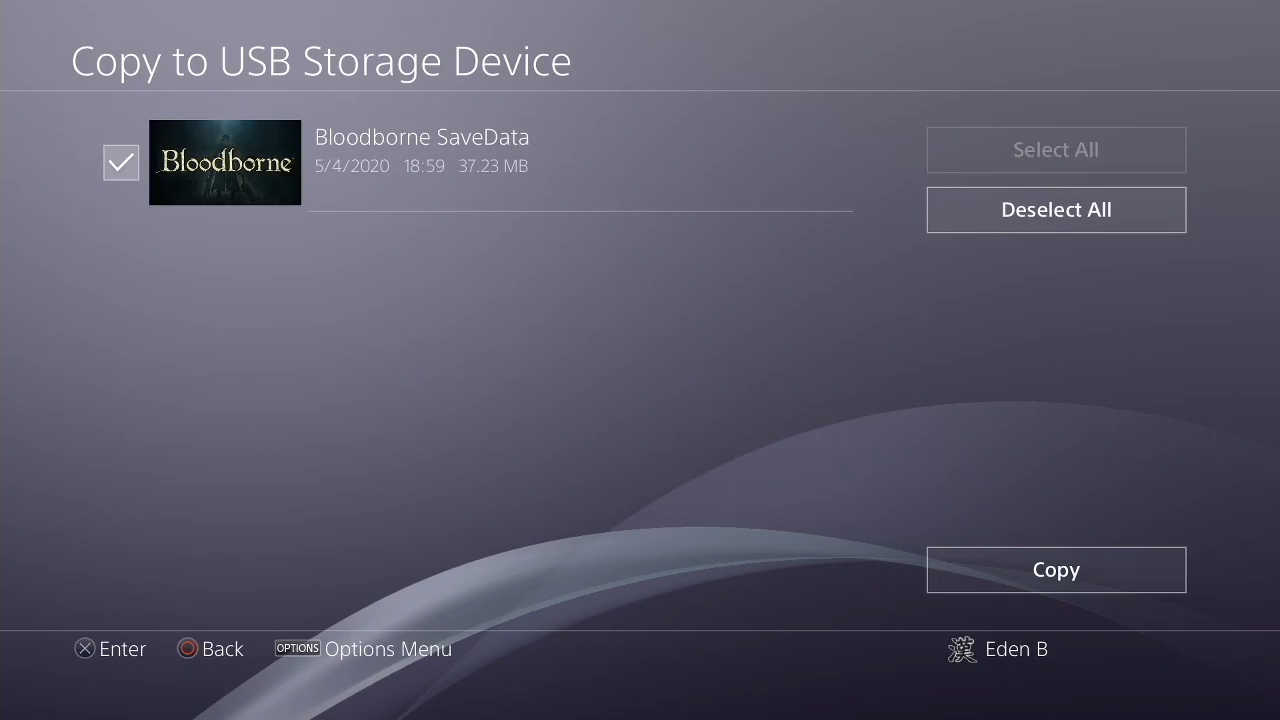 Copy to USB Storage Device
Bloodborne
Bloodborne SaveData
5/4/2020 18:59 37.23 MB
Select All
Deselect All
Copy
Enter Back OPTIONS Options Menu
漢 Eden B